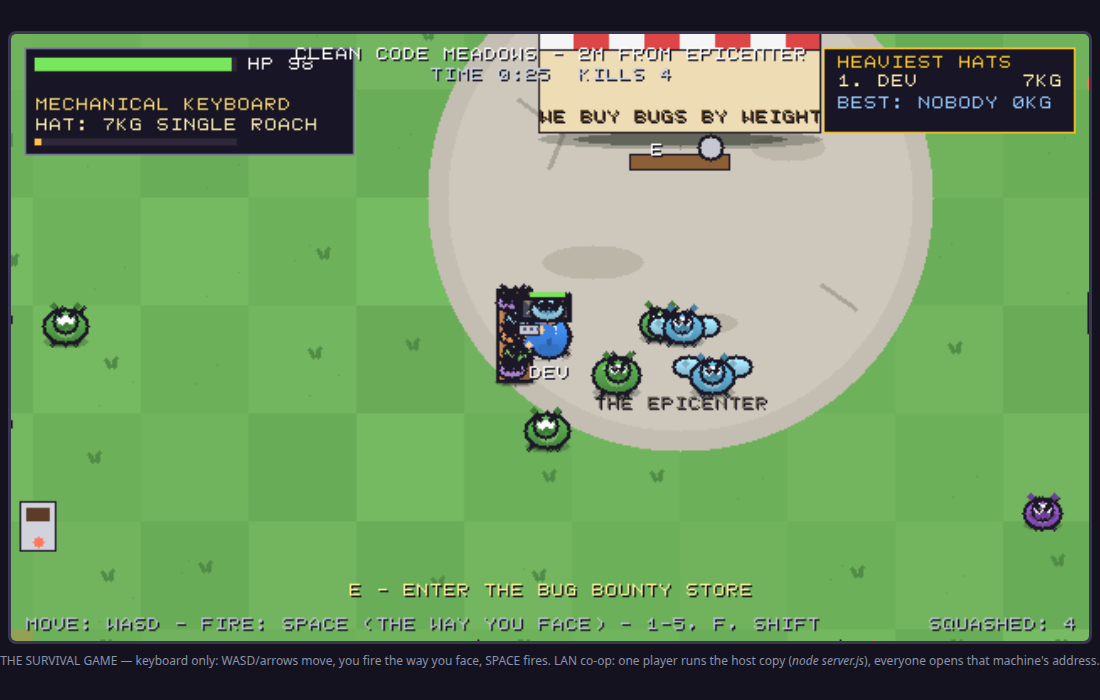 HP 98
CLEAN CODE MEADOWS - 2M FROM EPICENTER
TIME 0:25 KILLS 4
MECHANICAL KEYBOARD
HAT: 7KG SINGLE ROACH
HEAVIEST HATS
1. DEV 7KG
BEST: NOBODY 0KG
WE BUY BUGS BY WEIGHT
E
DEV
THE EPICENTER
E - ENTER THE BUG BOUNTY STORE
MOVE: WASD - FIRE: SPACE (THE WAY YOU FACE) - 1-5, F, SHIFT
SQUASHED: 4
THE SURVIVAL GAME — keyboard only: WASD/arrows move, you fire the way you face, SPACE fires. LAN co-op: one player runs the host copy (node server.js), everyone opens that machine's address.